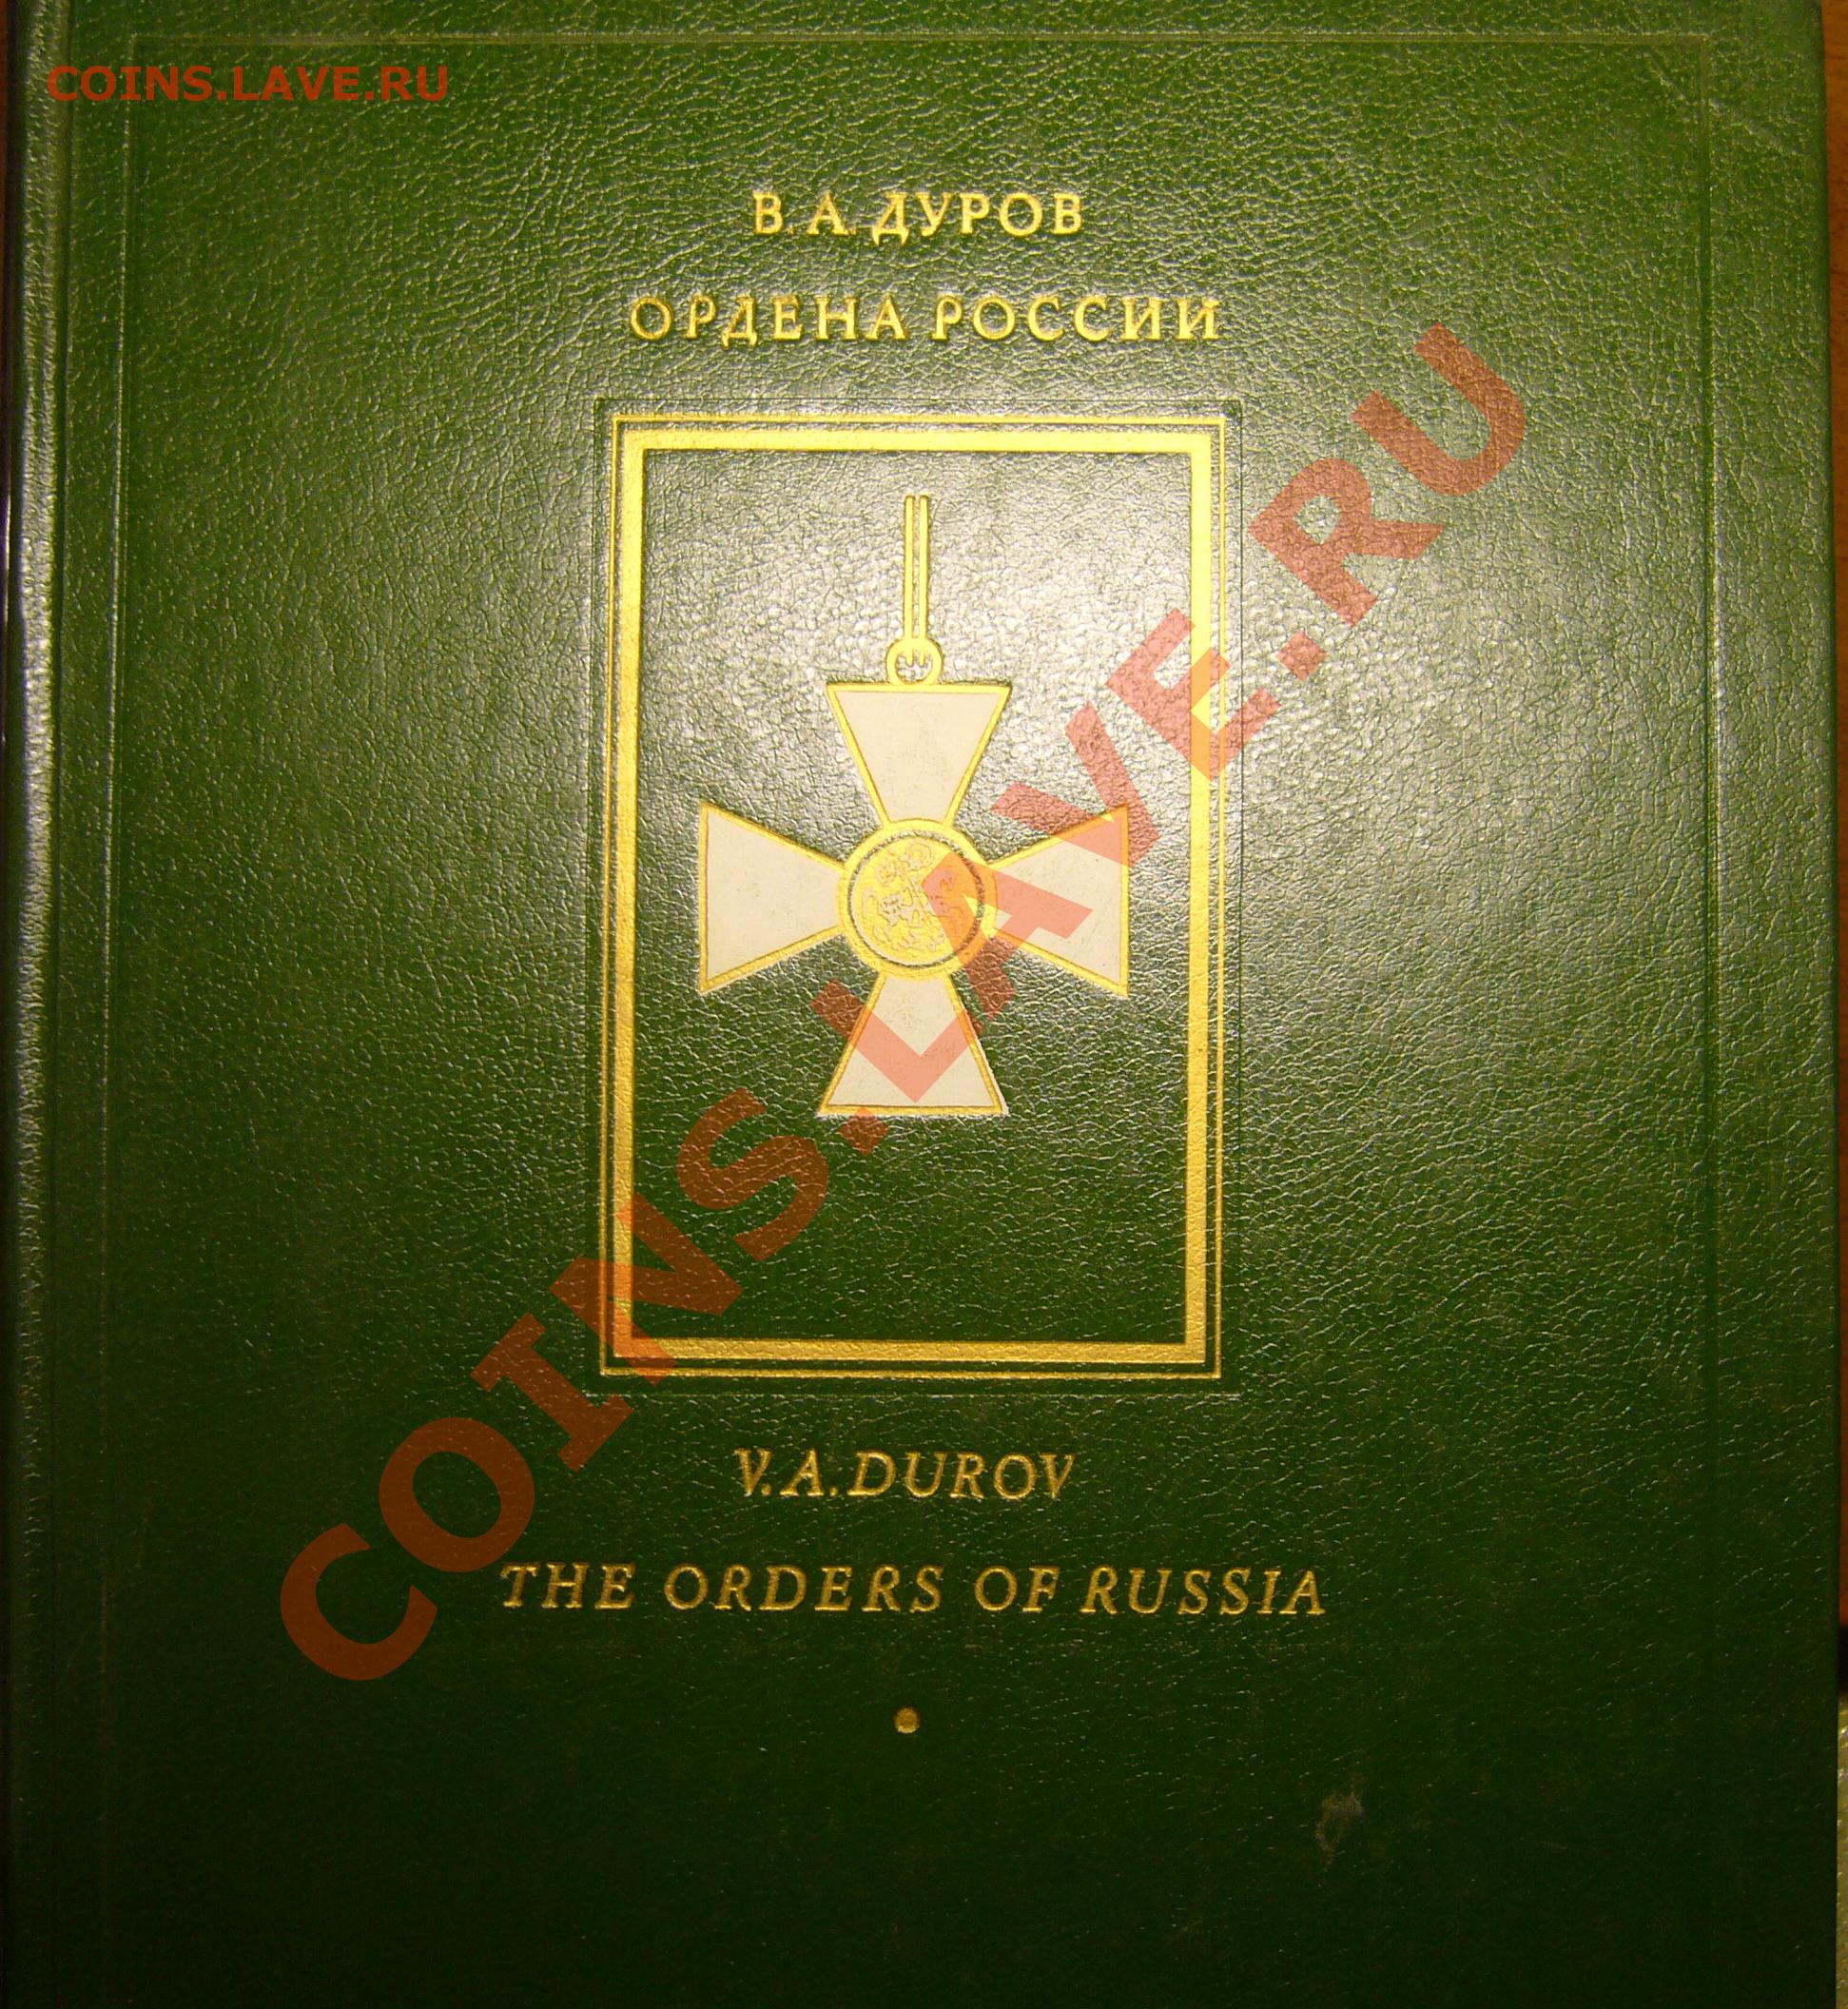 COINS.LAVE.RU
В. А. ДУРОВ
ОРДЕНА РОССИИ
COINS.LAVE.RU
V. A. DUROV
THE ORDERS OF RUSSIA